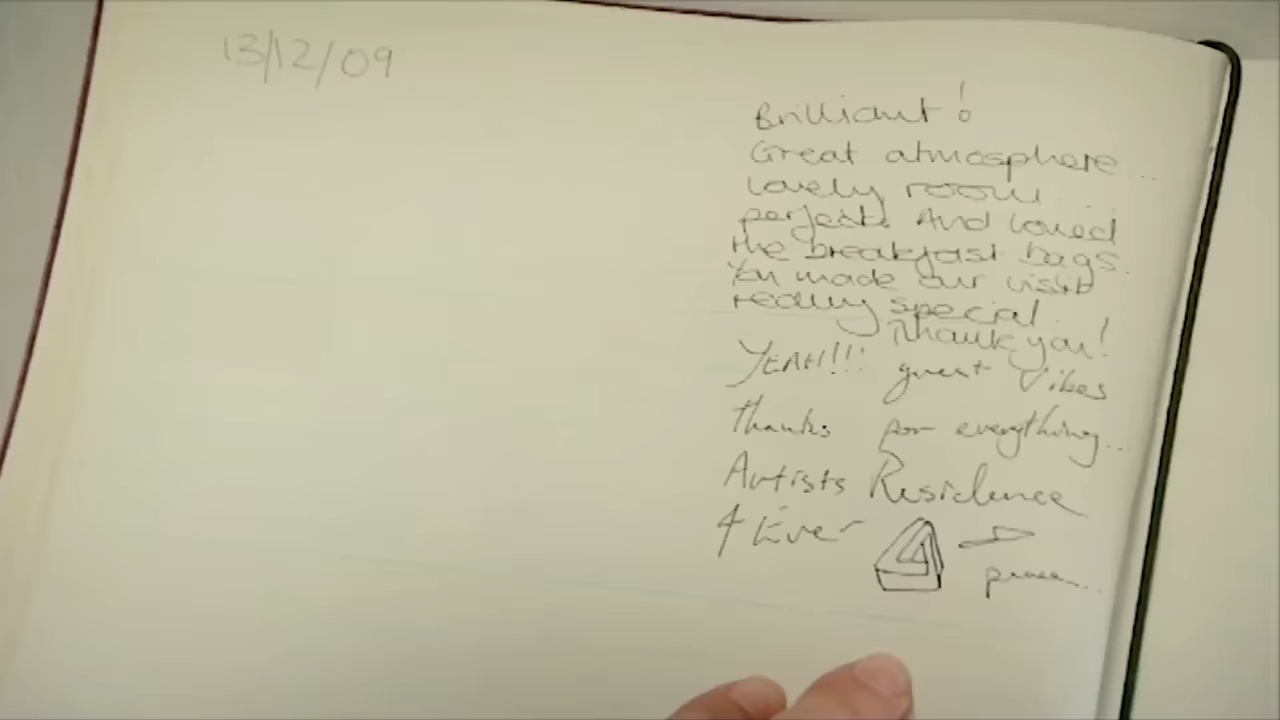 13/12/09
Brilliant!
Great atmosphere...
Lovely room...
perfect. And loved
the breakfast bags.
You made our visit
really special.
Thank you!
YEAH!!! great Vibes
thanks for everything...
Artists Residence
4 Ever
peace...